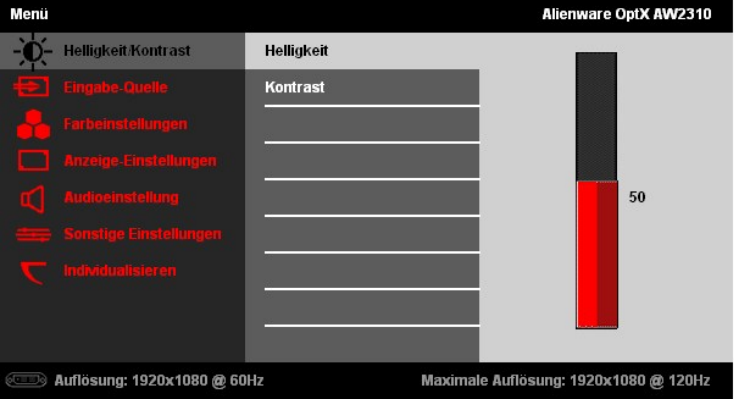 Menü
Alienware OptX AW2310
Helligkeit/Kontrast
Eingabe-Quelle
Farbeinstellungen
Anzeige-Einstellungen
Audioeinstellung
Sonstige Einstellungen
Individualisieren
Helligkeit
Kontrast
50
Auflösung: 1920x1080 @ 60Hz
Maximale Auflösung: 1920x1080 @ 120Hz